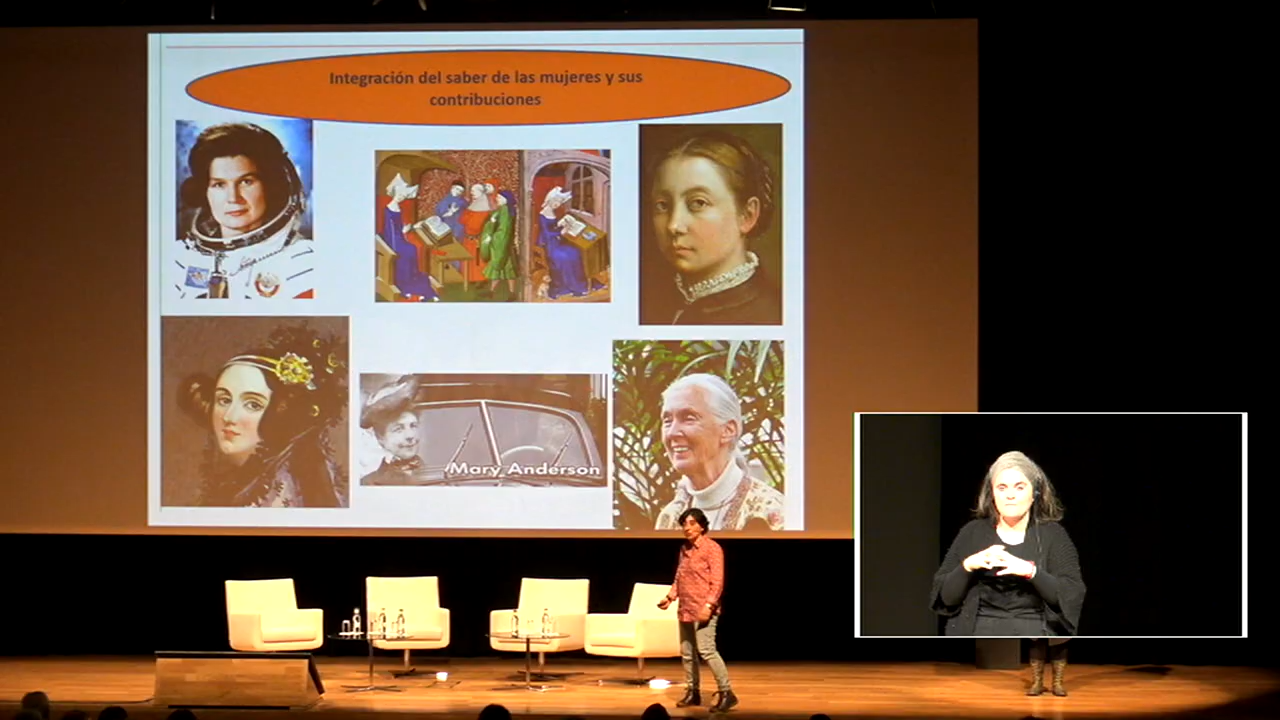 Integración del saber de las mujeres y sus
contribuciones
Mary Anderson